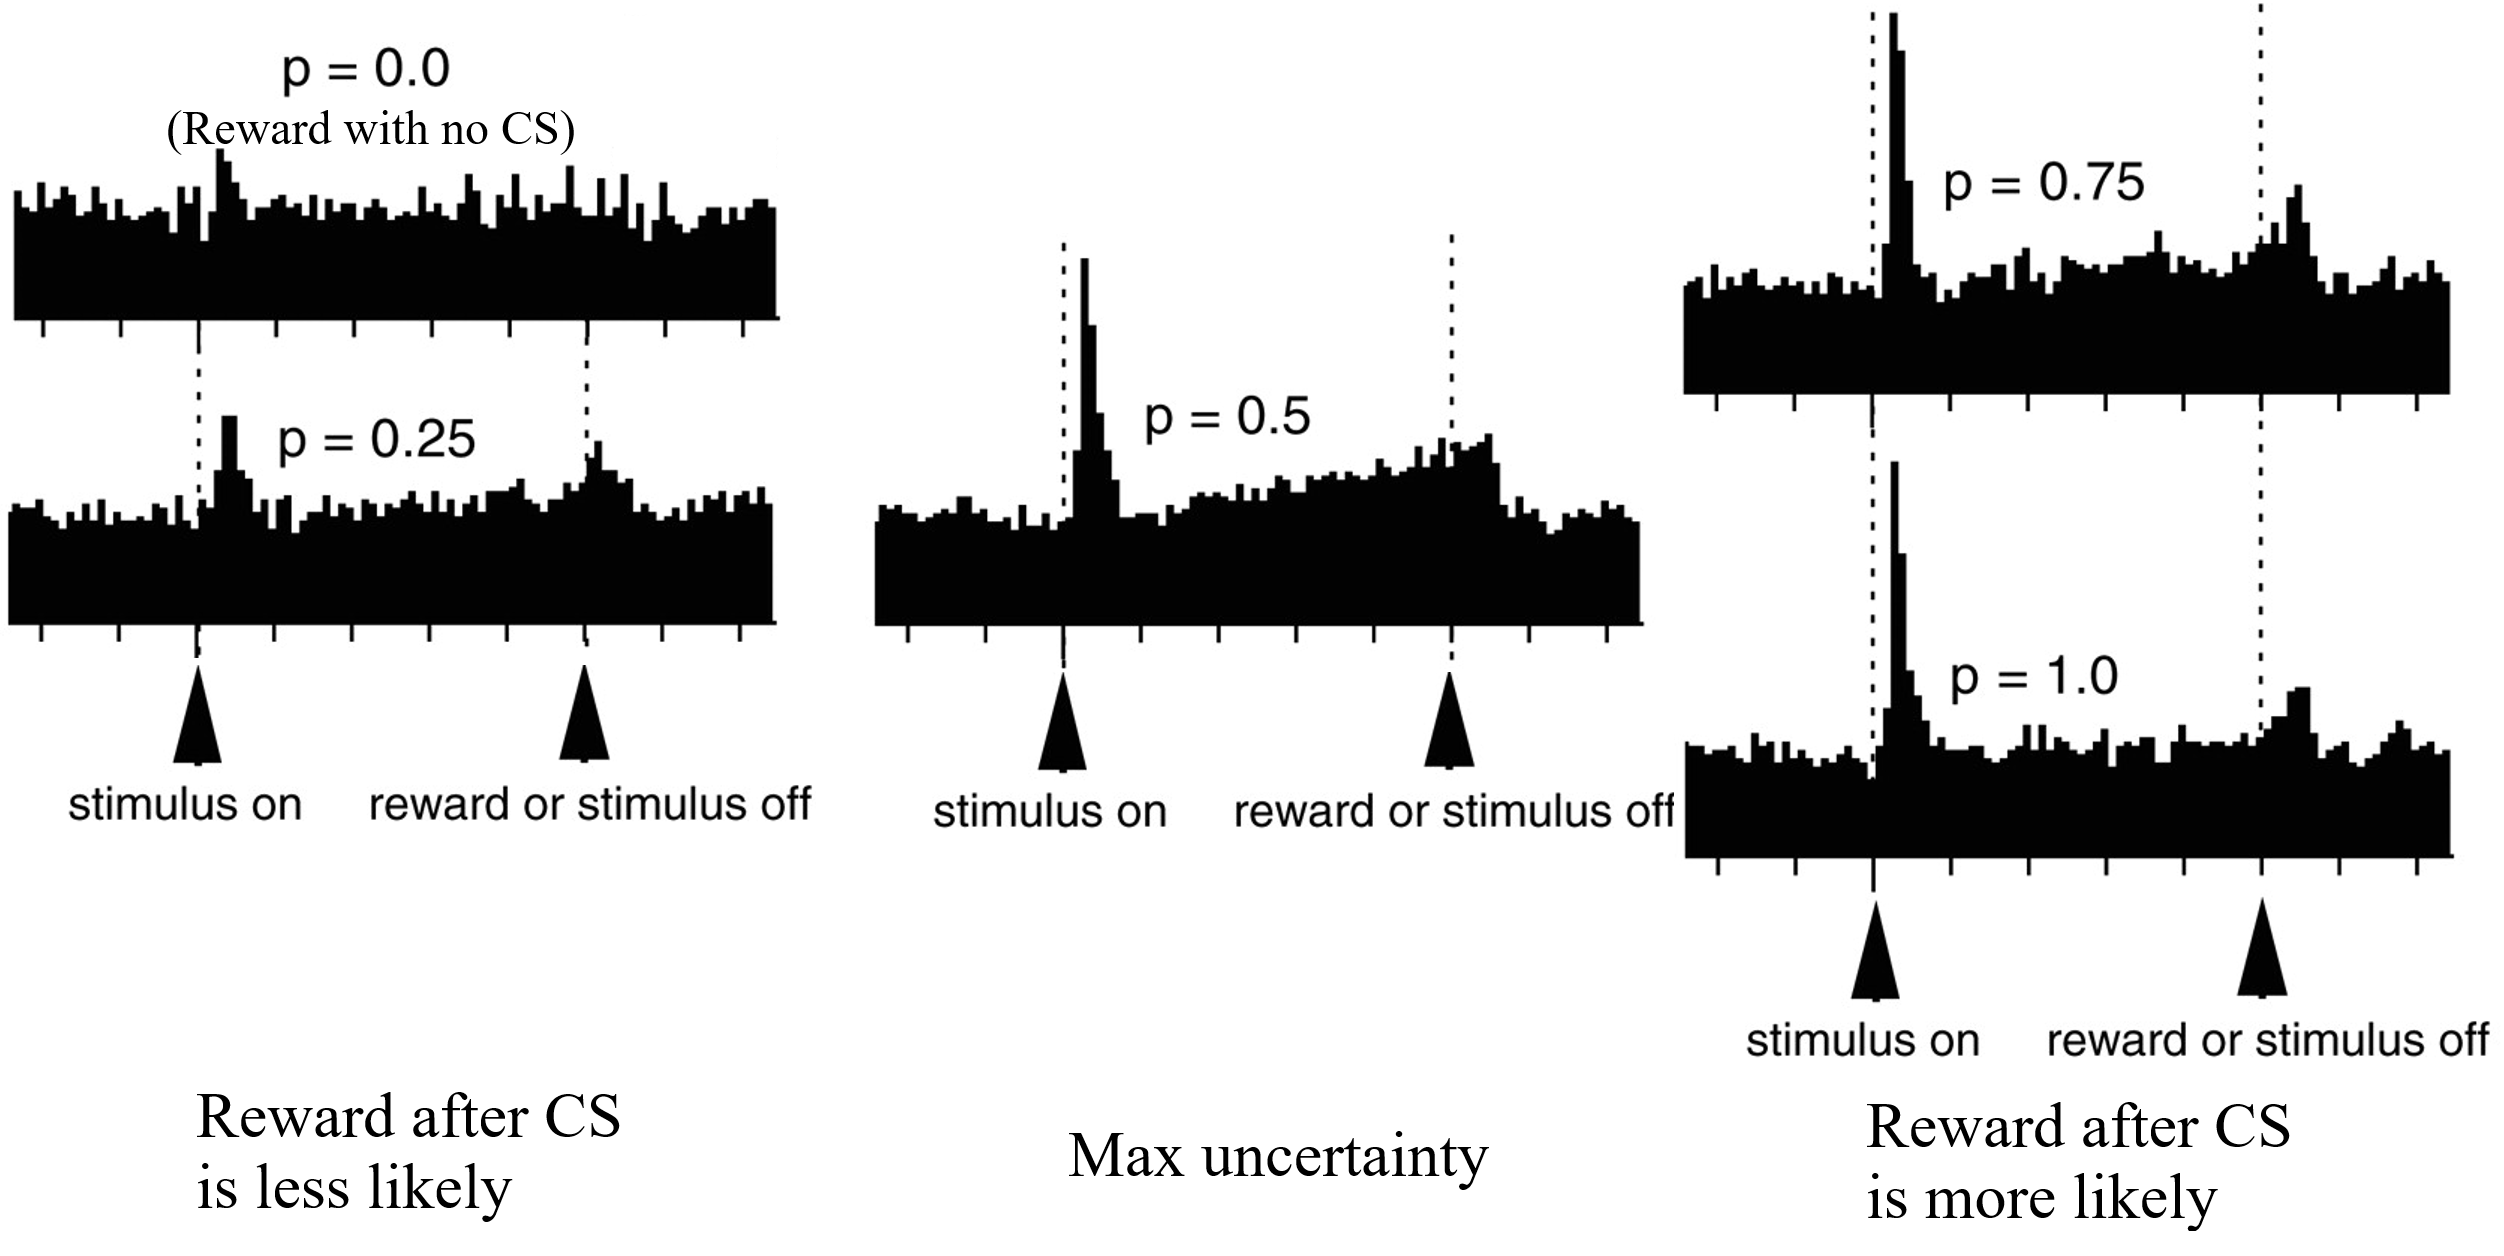 p = 0.0
(Reward with no CS)
p = 0.25
stimulus on
reward or stimulus off
Reward after CS
is less likely
p = 0.5
stimulus on
reward or stimulus off
Max uncertainty
p = 0.75
p = 1.0
stimulus on
reward or stimulus off
Reward after CS
is more likely